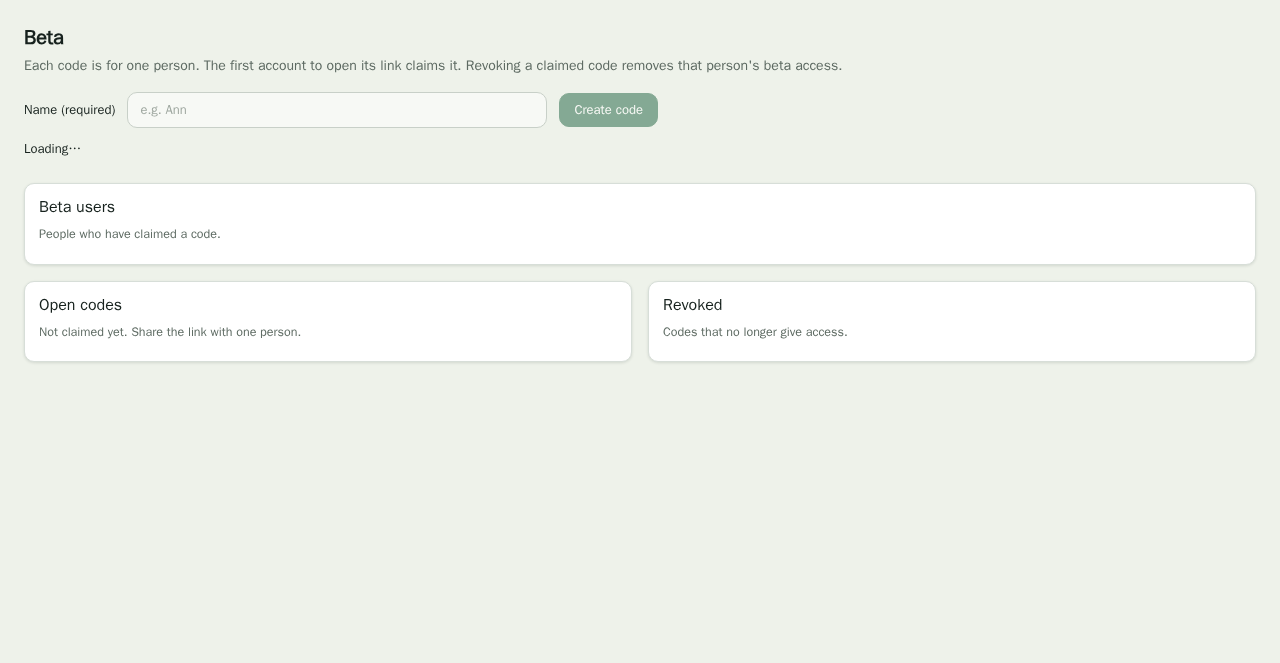 Beta
Each code is for one person. The first account to open its link claims it. Revoking a claimed code removes that person's beta access.
Name (required) e.g. Ann Create code
Loading…
Beta users
People who have claimed a code.
Open codes
Not claimed yet. Share the link with one person.
Revoked
Codes that no longer give access.